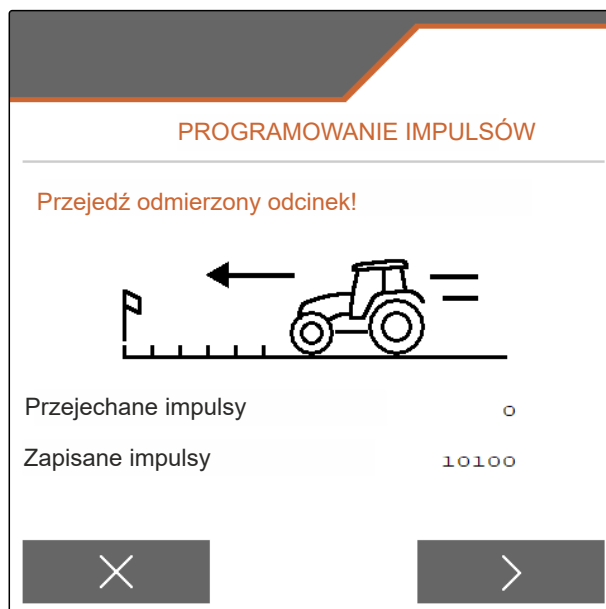 PROGRAMOWANIE IMPULSÓW
Przejedź odmierzony odcinek!
Przejechane impulsy 0
Zapisane impulsy 10100